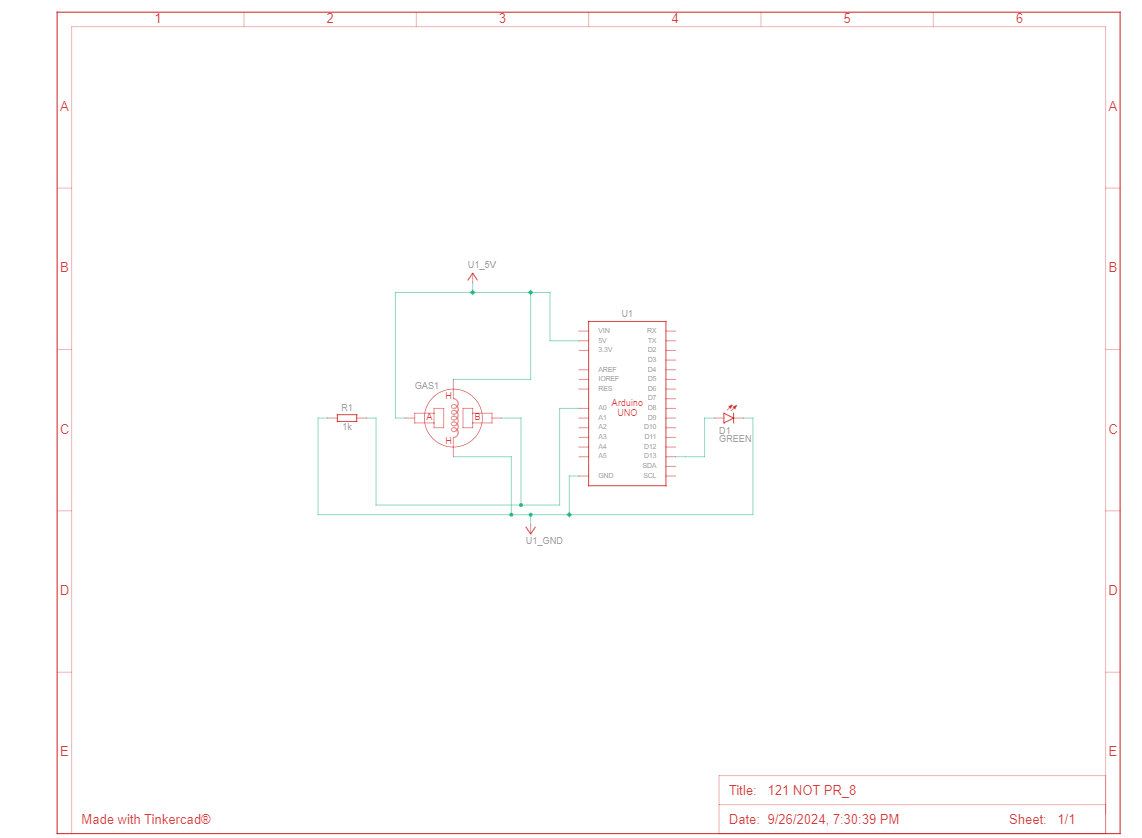 1 2 3 4 5 6
A A
U1_5V
B B
U1
VIN RX
5V TX
3.3V D2
D3
AREF D4
IOREF D5
RES D6
D7
GAS1
H
R1
1k
A B
Arduino
UNO
A0 D8
A1 D9
A2 D10
A3 D11
A4 D12
A5 D13
SDA
GND SCL
H
D1
GREEN
C C
U1_GND
D D
E E
Title: 121 NOT PR_8
Made with Tinkercad®
Date: 9/26/2024, 7:30:39 PM Sheet: 1/1